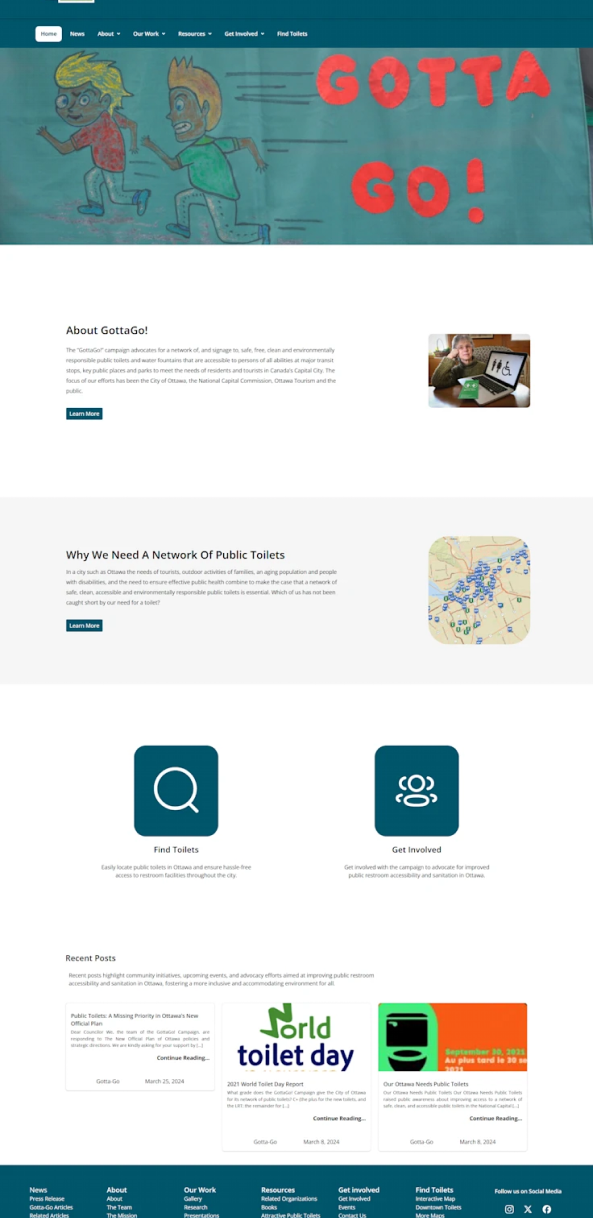 Home News About Our Work Resources Get Involved Find Toilets
GOTTA
GO!
About GottaGo!
The "GottaGo!" campaign advocates for a network of, and signage to, safe, free, clean and environmentally
responsible public toilets and water fountains that are accessible to persons of all abilities at major transit
stops, key public places and parks to meet the needs of residents and tourists in Canada's Capital City. The
focus of our efforts has been the City of Ottawa, the National Capital Commission, Ottawa Tourism and the
public.
Learn More
Why We Need A Network Of Public Toilets
In a city such as Ottawa the needs of tourists, outdoor activities of families, an aging population and people
with disabilities, and the need to ensure effective public health combine to make the case that a network of
safe, clean, accessible and environmentally responsible public toilets is essential. Which of us has not been
caught short by our need for a toilet?
Learn More
Find Toilets
Easily locate public toilets in Ottawa and ensure hassle-free
access to restroom facilities throughout the city.
Get Involved
Get involved with the campaign to advocate for improved
public restroom accessibility and sanitation in Ottawa.
Recent Posts
Recent posts highlight community initiatives, upcoming events, and advocacy efforts aimed at improving public restroom
accessibility and sanitation in Ottawa, fostering a more inclusive and accommodating environment for all.
Public Toilets: A Missing Priority in Ottawa's New
Official Plan
Dear Councillor We, the team of the GottaGo! Campaign, are
responding to The New Official Plan of Ottawa policies and
strategic directions. We are kindly asking for your support by [...]
Continue Reading...
Gotta-Go March 25, 2024
World
toilet day
2021 World Toilet Day Report
What grade does the GottaGo! Campaign give the City of Ottawa
for its network of public toilets? C+ (the plus for the new toilets, and
the LRT; the remainder for [...]
Continue Reading...
Gotta-Go March 8, 2024
September 30, 2021
Au plus tard le 30 se
2021
Our Ottawa Needs Public Toilets
Our Ottawa Needs Public Toilets Our Ottawa Needs Public Toilets
raised public awareness about improving access to a network of
safe, clean, and accessible public toilets in the National Capital [...]
Continue Reading...
Gotta-Go March 8, 2024
News
Press Release
Gotta-Go Articles
Related Articles
About
About
The Team
The Mission
Our Work
Gallery
Research
Presentations
Resources
Related Organizations
Books
Attractive Public Toilets
Get Involved
Get Involved
Events
Contact Us
Find Toilets
Interactive Map
Downtown Toilets
More Maps
Follow us on Social Media